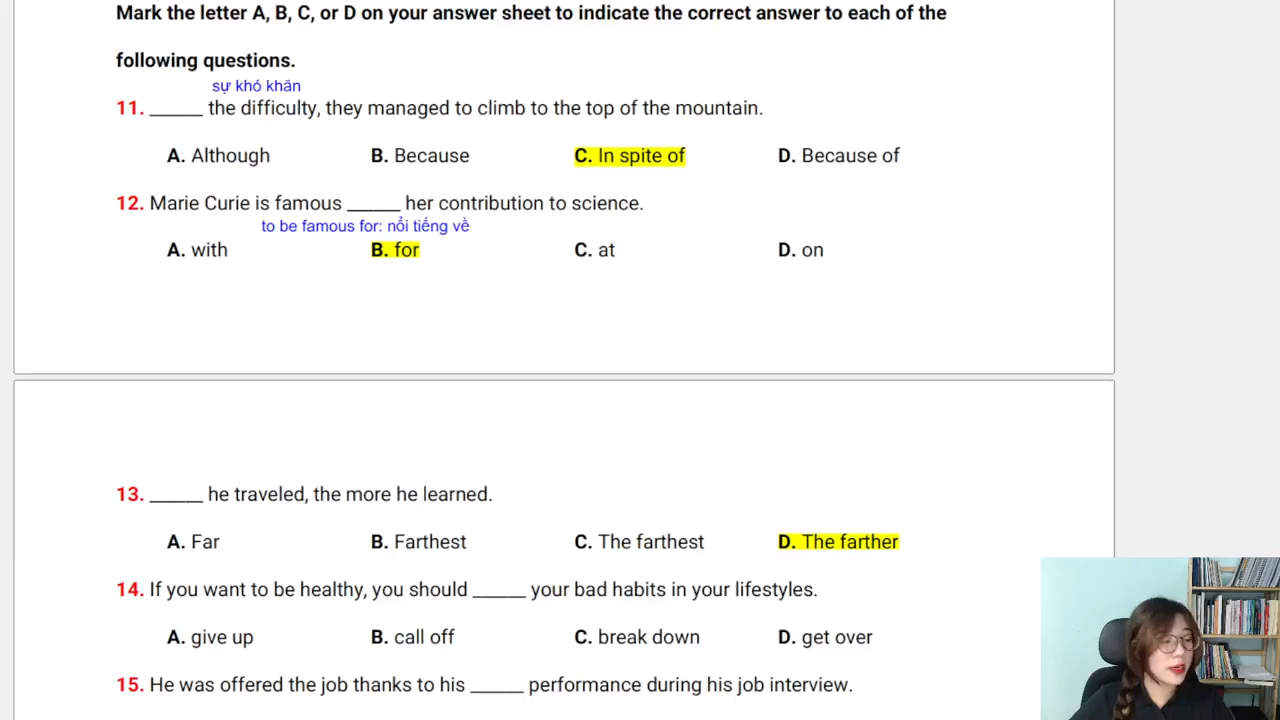 Mark the letter A, B, C, or D on your answer sheet to indicate the correct answer to each of the
following questions.
sự khó khăn
11. _____ the difficulty, they managed to climb to the top of the mountain.
A. Although B. Because C. In spite of D. Because of
12. Marie Curie is famous _____ her contribution to science.
to be famous for: nổi tiếng về
A. with B. for C. at D. on
13. _____ he traveled, the more he learned.
A. Far B. Farthest C. The farthest D. The farther
14. If you want to be healthy, you should _____ your bad habits in your lifestyles.
A. give up B. call off C. break down D. get over
15. He was offered the job thanks to his _____ performance during his job interview.